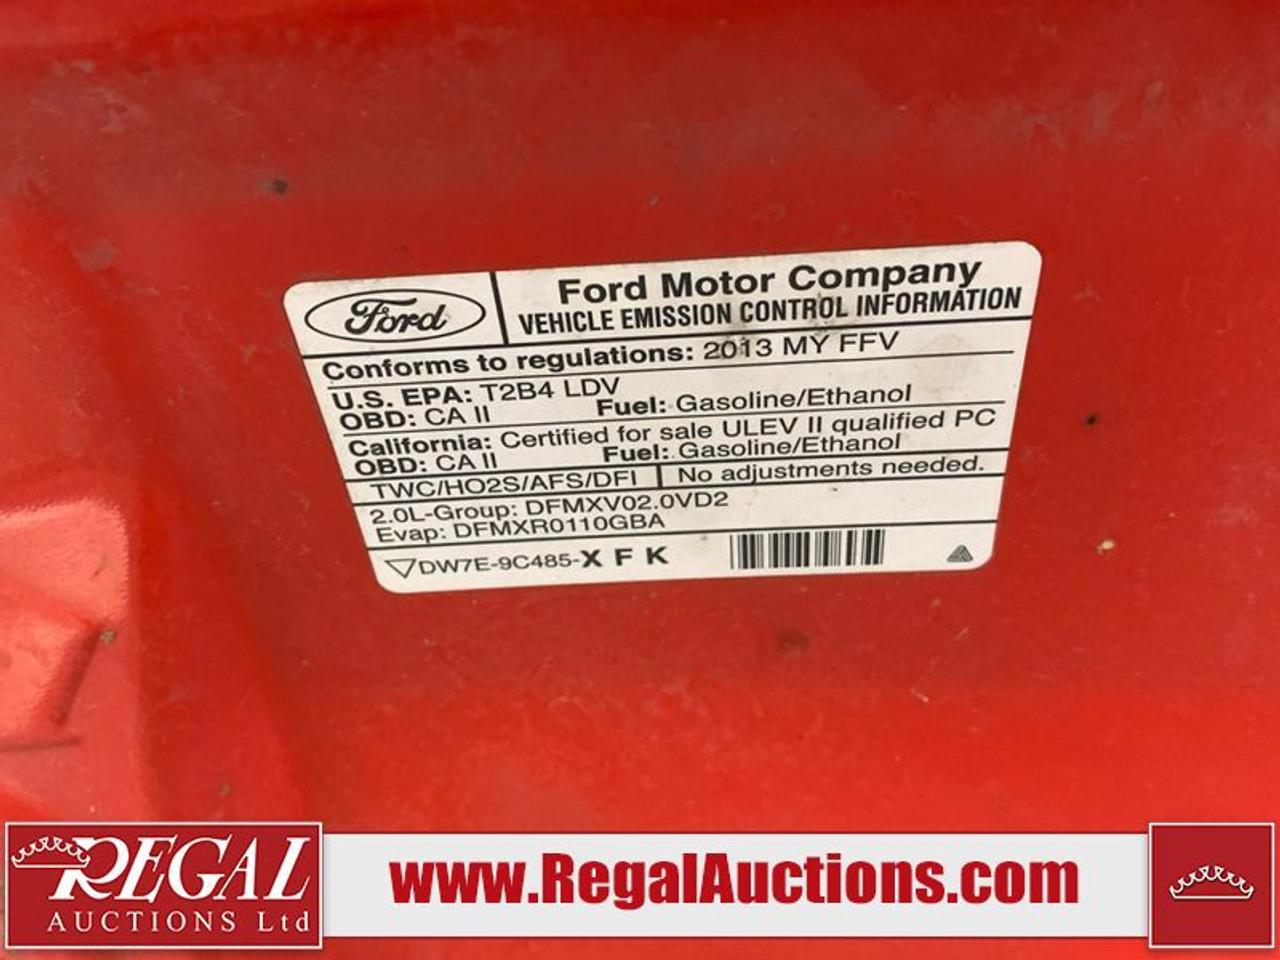 Ford
Ford Motor Company
VEHICLE EMISSION CONTROL INFORMATION
Conforms to regulations: 2013 MY FFV
U.S. EPA: T2B4 LDV
OBD: CA II Fuel: Gasoline/Ethanol
California: Certified for sale ULEV II qualified PC
OBD: CA II Fuel: Gasoline/Ethanol
TWC/HO2S/AFS/DFI No adjustments needed.
2.0L-Group: DFMXV02.0VD2
Evap: DFMXR0110GBA
DW7E-9C485-X F K
REGAL
AUCTIONS Ltd
www.RegalAuctions.com